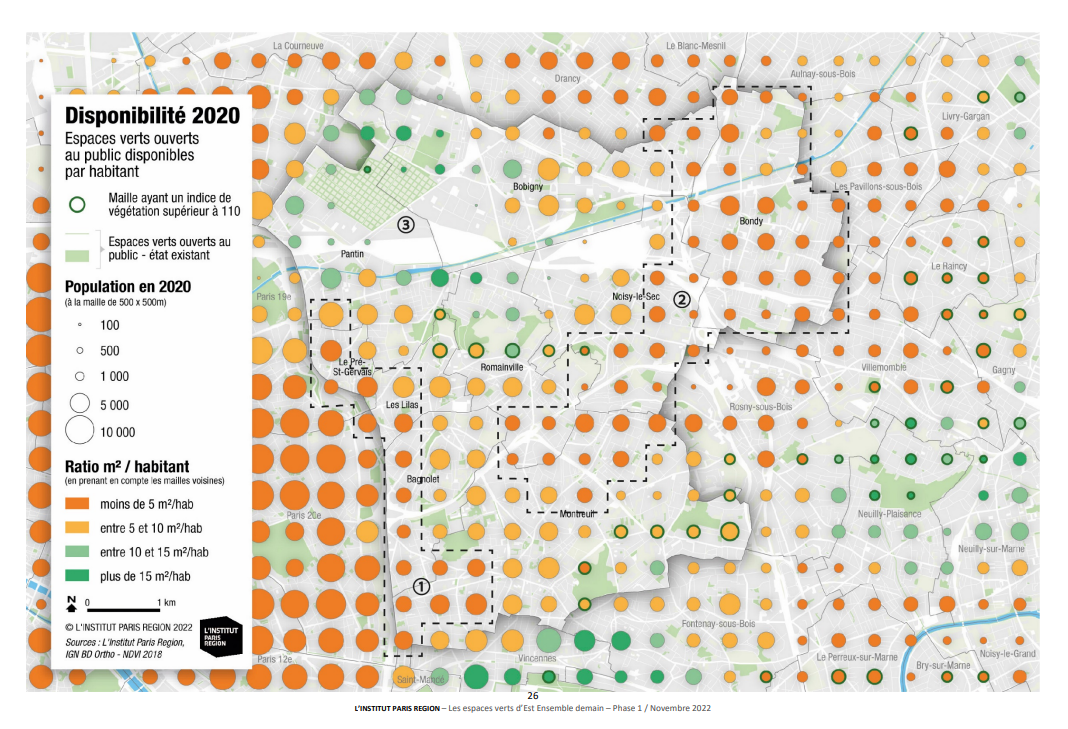 La Courneuve
Le Blanc-Mesnil
Drancy
Aulnay-sous-Bois
Livry-Gargan
Disponibilité 2020
Espaces verts ouverts
au public disponibles
par habitant
Maille ayant un indice de
végétation supérieur à 110
Espaces verts ouverts au
public - état existant
Population en 2020
(à la maille de 500 x 500m)
100
500
1 000
5 000
10 000
Ratio m² / habitant
(en prenant en compte les mailles voisines)
moins de 5 m²/hab
entre 5 et 10 m²/hab
entre 10 et 15 m²/hab
plus de 15 m²/hab
N
0 1 km
© L'INSTITUT PARIS REGION 2022
Sources : L'Institut Paris Region,
IGN BD Ortho - NDVI 2018
L'INSTITUT
PARIS
REGION
Bobigny
Les Pavillons-sous-Bois
Bondy
3
Pantin
Le Raincy
Paris 19e
Noisy-le-Sec
2
Le Pré-
St-Gervais
Romainville
Villemomble
Gagny
Les Lilas
Rosny-sous-Bois
Bagnolet
Paris 20e
Montreuil
Neuilly-Plaisance
Neuilly-sur-Marne
1
Fontenay-sous-Bois
Paris 12e
Vincennes
Le Perreux-sur-Marne
Noisy-le-Grand
Bry-sur-Marne
Saint-Mandé
26
L'INSTITUT PARIS REGION – Les espaces verts d'Est Ensemble demain – Phase 1 / Novembre 2022